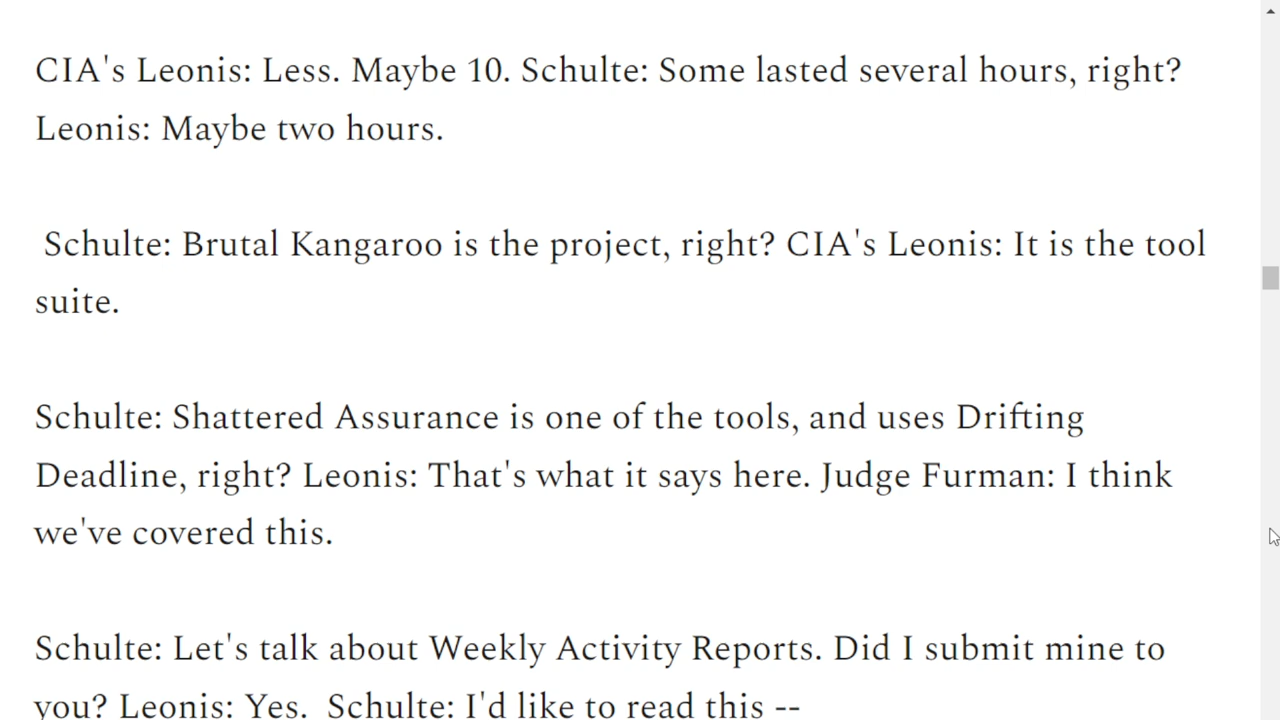 CIA's Leonis: Less. Maybe 10. Schulte: Some lasted several hours, right?
Leonis: Maybe two hours.
Schulte: Brutal Kangaroo is the project, right? CIA's Leonis: It is the tool
suite.
Schulte: Shattered Assurance is one of the tools, and uses Drifting
Deadline, right? Leonis: That's what it says here. Judge Furman: I think
we've covered this.
Schulte: Let's talk about Weekly Activity Reports. Did I submit mine to
you? Leonis: Yes.  Schulte: I'd like to read this --